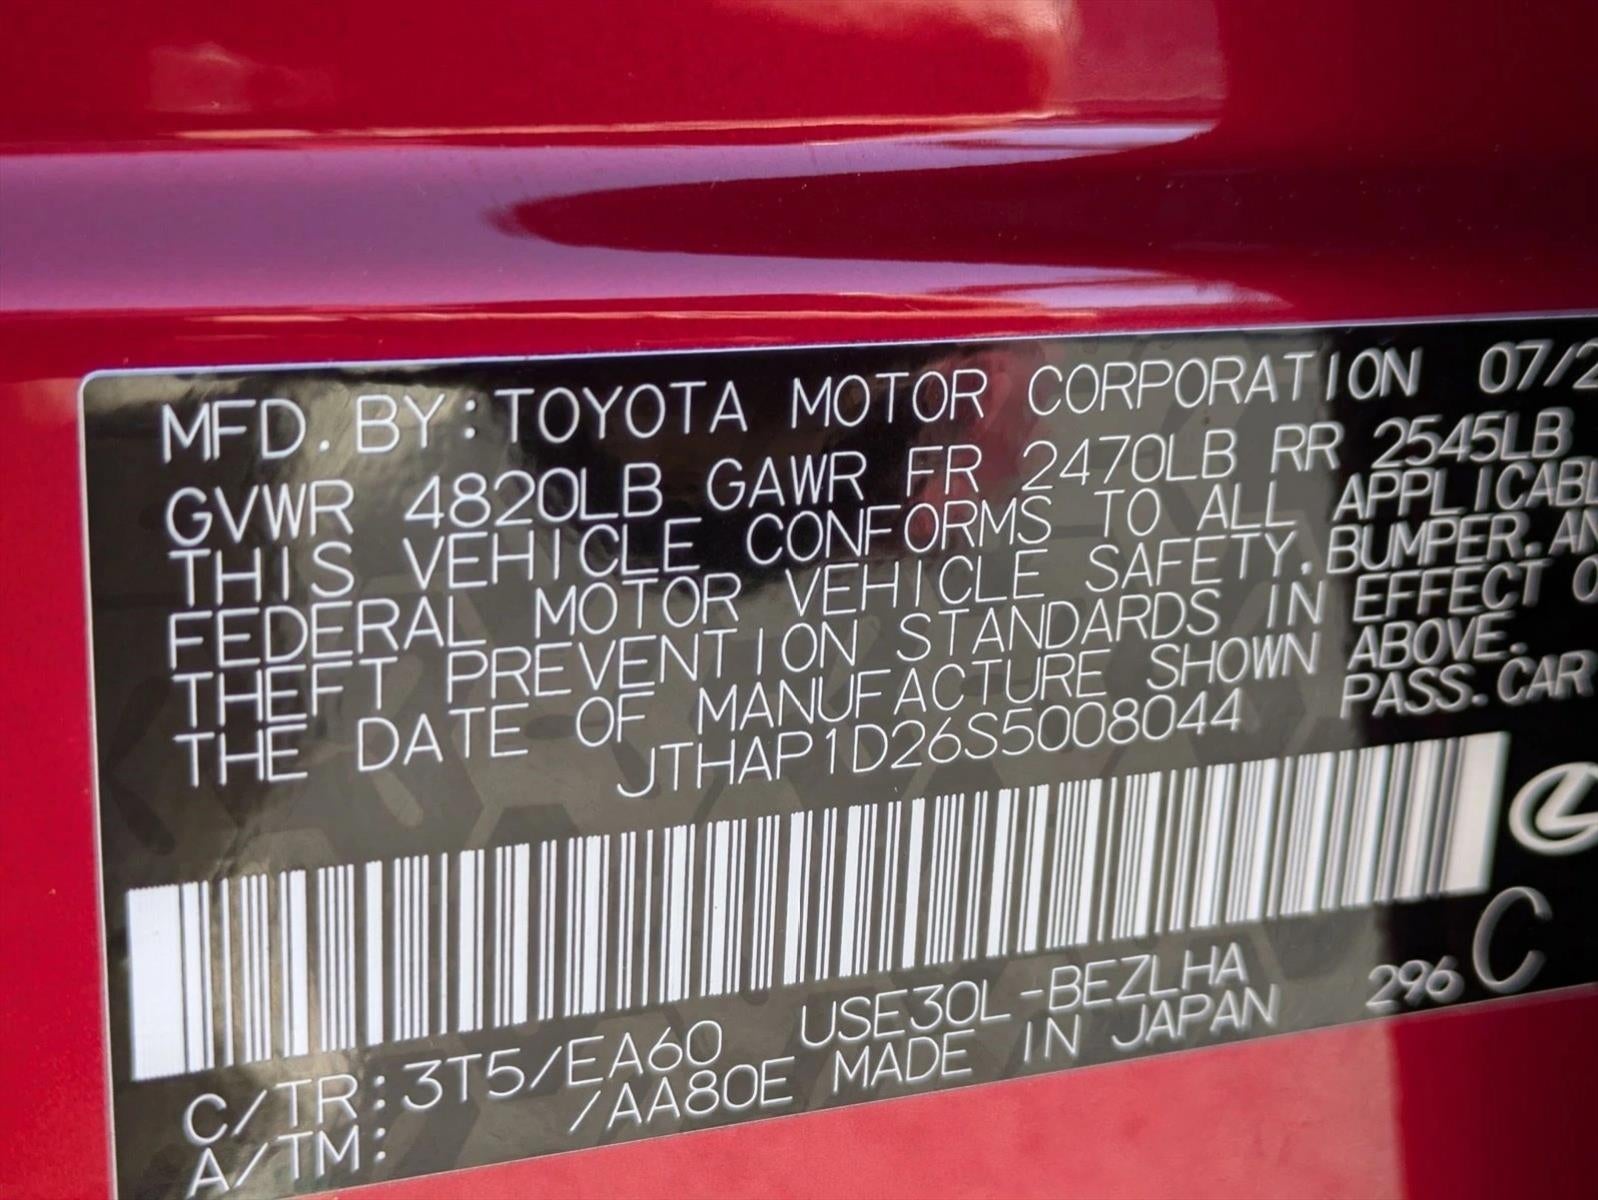 MFD. BY: TOYOTA MOTOR CORPORATION 07/2
GVWR 4820LB GAWR FR 2470LB RR 2545LB
THIS VEHICLE CONFORMS TO ALL APPLICABL
FEDERAL MOTOR VEHICLE SAFETY, BUMPER, AN
THEFT PREVENTION STANDARDS IN EFFECT O
THE DATE OF MANUFACTURE SHOWN ABOVE.
JTHAP1D26S5008044 PASS. CAR
C/TR: 3T5/EA60 USE30L-BEZLHA 296 C
A/TM: /AA80E MADE IN JAPAN